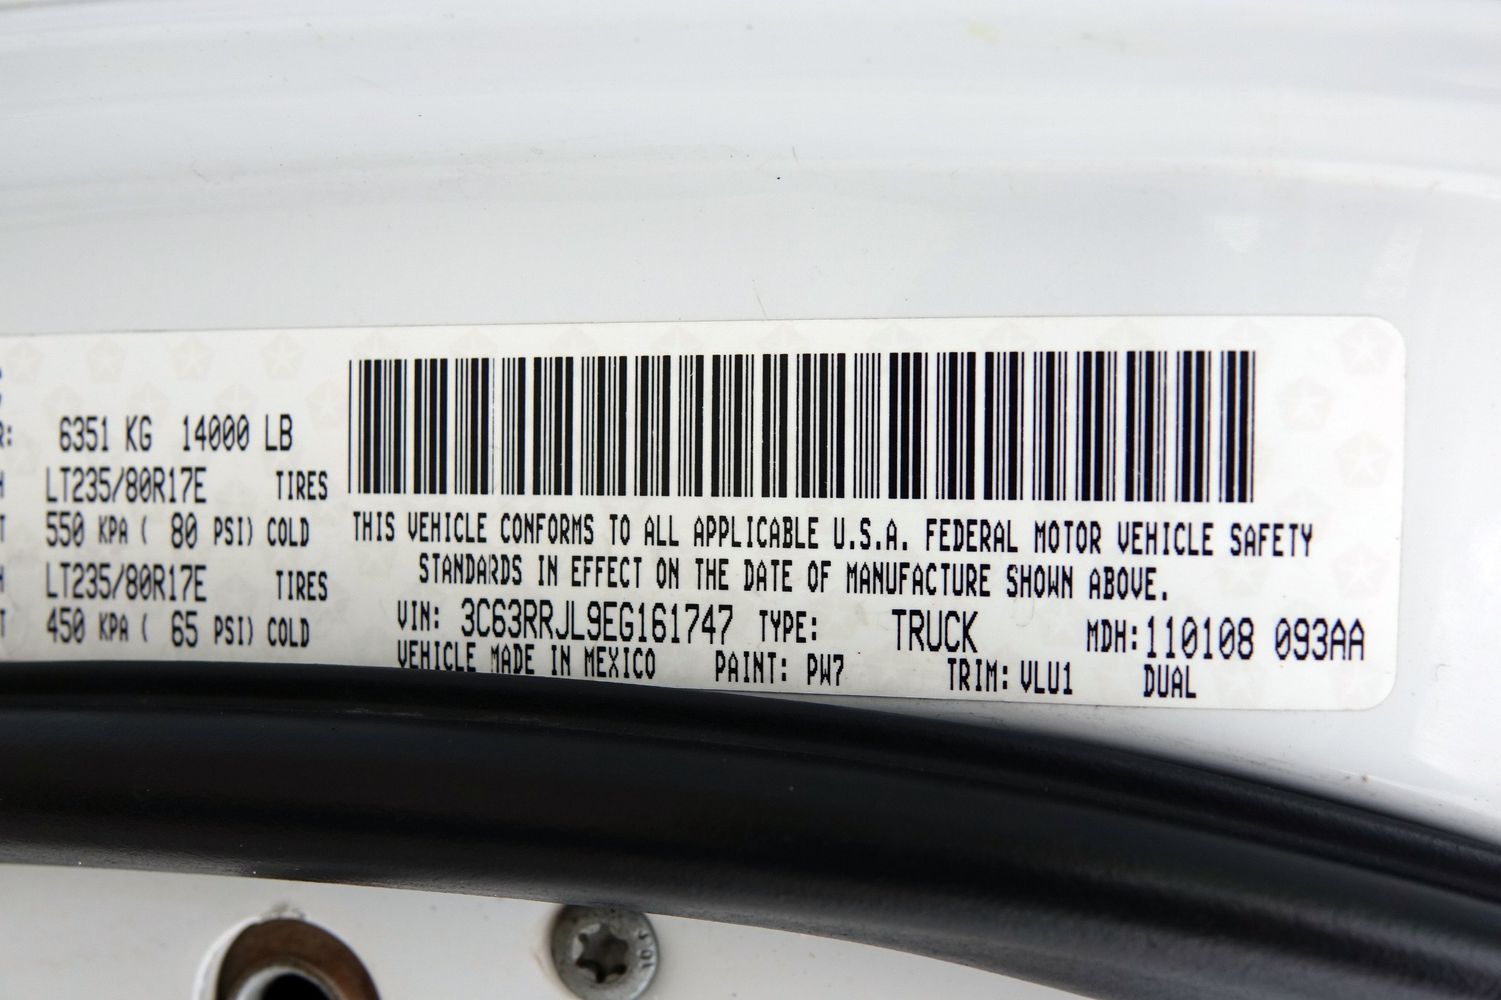 6351 KG 14000 LB
LT235/80R17E TIRES
550 KPA ( 80 PSI) COLD
LT235/80R17E TIRES
450 KPA ( 65 PSI) COLD
THIS VEHICLE CONFORMS TO ALL APPLICABLE U.S.A. FEDERAL MOTOR VEHICLE SAFETY
STANDARDS IN EFFECT ON THE DATE OF MANUFACTURE SHOWN ABOVE.
VIN: 3C63RRJL9EG161747 TYPE: TRUCK MDH:110108 093AA
VEHICLE MADE IN MEXICO PAINT: PW7 TRIM: VLU1 DUAL